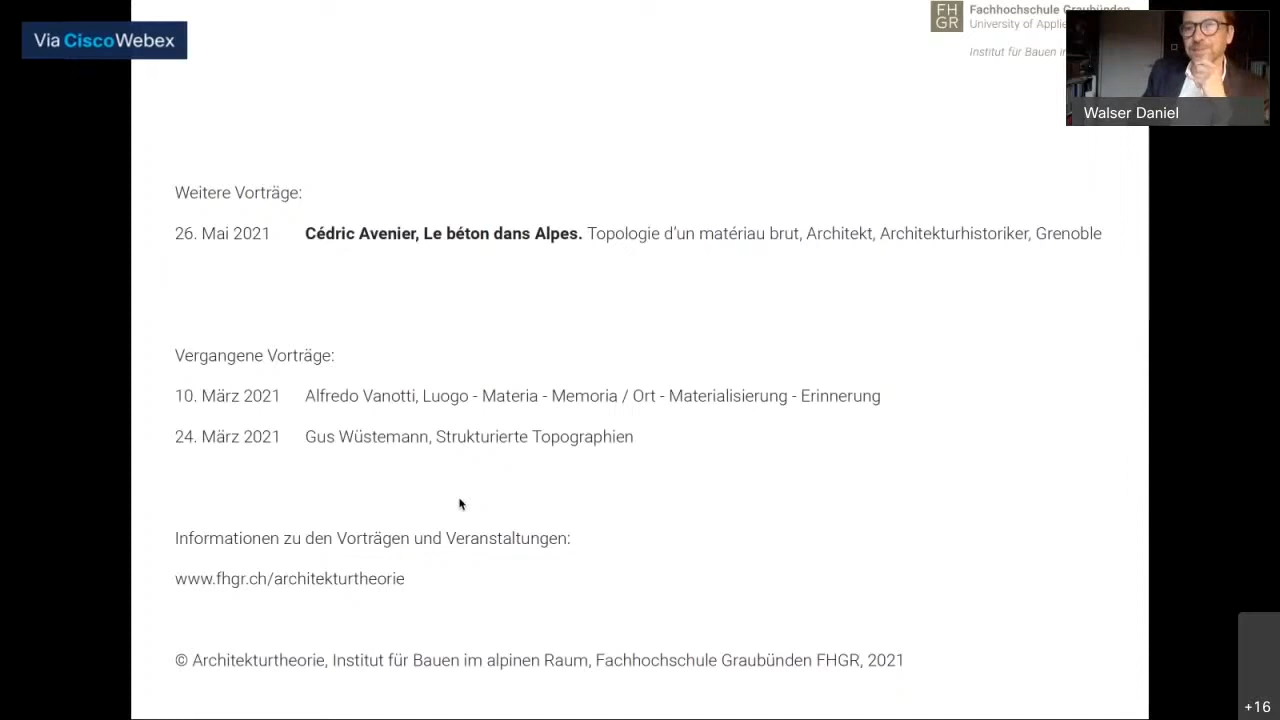 Via Cisco Webex
FH
GR
Fachhochschule Graubünden
University of Applie
Institut für Bauen i
Walser Daniel
Weitere Vorträge:
26. Mai 2021 Cédric Avenier, Le béton dans Alpes. Topologie d’un matériau brut, Architekt, Architekturhistoriker, Grenoble
Vergangene Vorträge:
10. März 2021 Alfredo Vanotti, Luogo - Materia - Memoria / Ort - Materialisierung - Erinnerung
24. März 2021 Gus Wüstemann, Strukturierte Topographien
Informationen zu den Vorträgen und Veranstaltungen:
www.fhgr.ch/architekturtheorie
© Architekturtheorie, Institut für Bauen im alpinen Raum, Fachhochschule Graubünden FHGR, 2021
+16